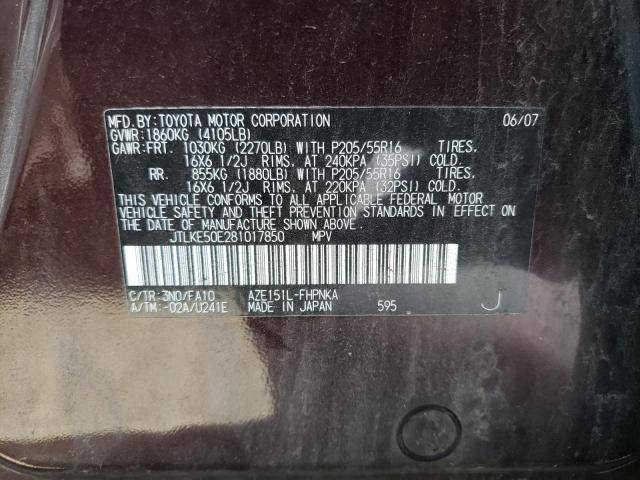 MFD.BY:TOYOTA MOTOR CORPORATION 06/07
GVWR:1860KG (4105LB)
GAWR:FRT. 1030KG (2270LB) WITH P205/55R16 TIRES.
16X6 1/2J RIMS, AT 240KPA (35PSI) COLD.
RR. 855KG (1880LB) WITH P205/55R16 TIRES.
16X6 1/2J RIMS, AT 220KPA (32PSI) COLD.
THIS VEHICLE CONFORMS TO ALL APPLICABLE FEDERAL MOTOR
VEHICLE SAFETY AND THEFT PREVENTION STANDARDS IN EFFECT ON
THE DATE OF MANUFACTURE SHOWN ABOVE.
JTLKE50E281017850 MPV
C/TR:3N0/FA10 AZE151L-FHPNKA
A/TM:-02A/U241E MADE IN JAPAN 595 J